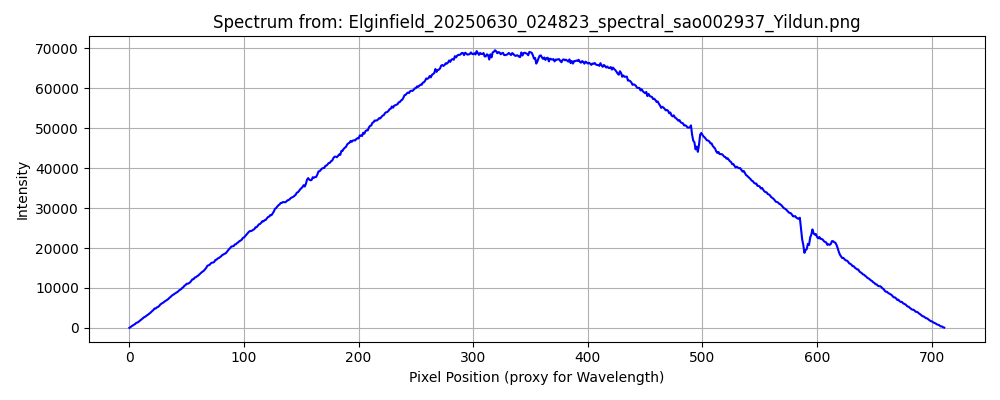 Spectrum from: Elginfield_20250630_024823_spectral_sao002937_Yildun.png
70000
60000
50000
40000
30000
20000
10000
0
Intensity
0 100 200 300 400 500 600 700
Pixel Position (proxy for Wavelength)